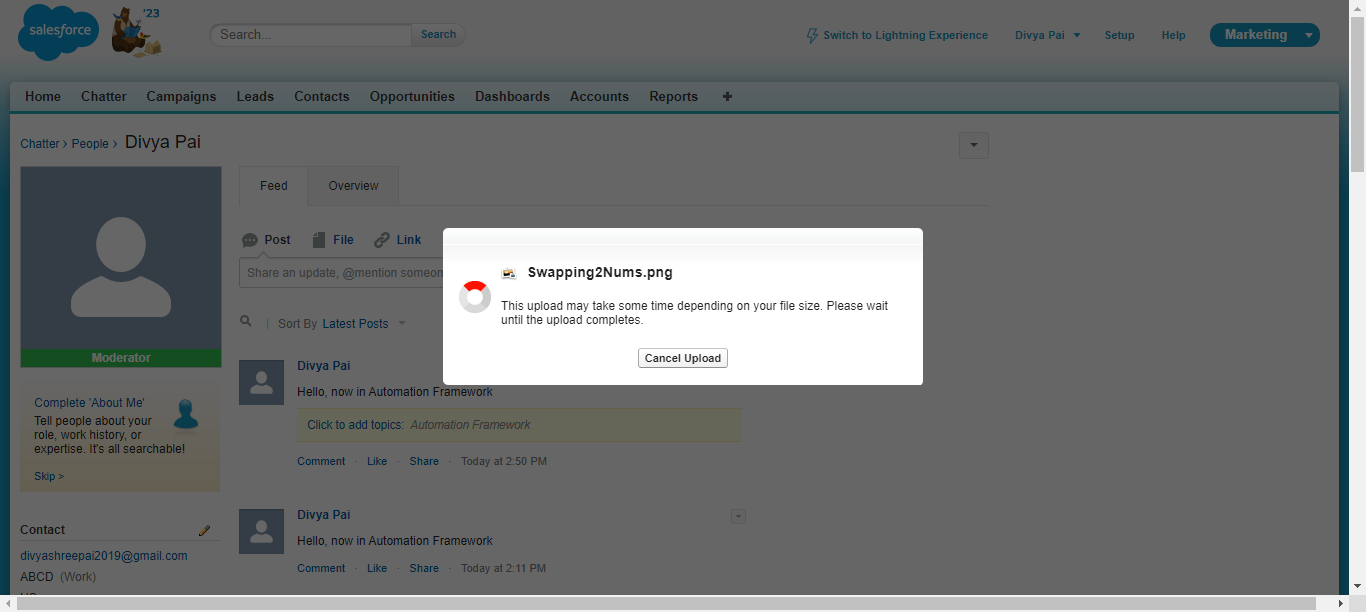 salesforce
'23
Search...
Search
Switch to Lightning Experience
Divya Pai
Setup
Help
Marketing
Home
Chatter
Campaigns
Leads
Contacts
Opportunities
Dashboards
Accounts
Reports
+
Chatter › People › Divya Pai
Feed
Overview
Post
File
Link
Share an update, @mention someon
Sort By Latest Posts
Moderator
Complete 'About Me'
Tell people about your
role, work history, or
expertise. It's all searchable!
Skip >
Contact
divyashreepai2019@gmail.com
ABCD (Work)
Swapping2Nums.png
This upload may take some time depending on your file size. Please wait
until the upload completes.
Cancel Upload
Divya Pai
Hello, now in Automation Framework
Click to add topics: Automation Framework
Comment · Like · Share · Today at 2:50 PM
Divya Pai
Hello, now in Automation Framework
Comment · Like · Share · Today at 2:11 PM